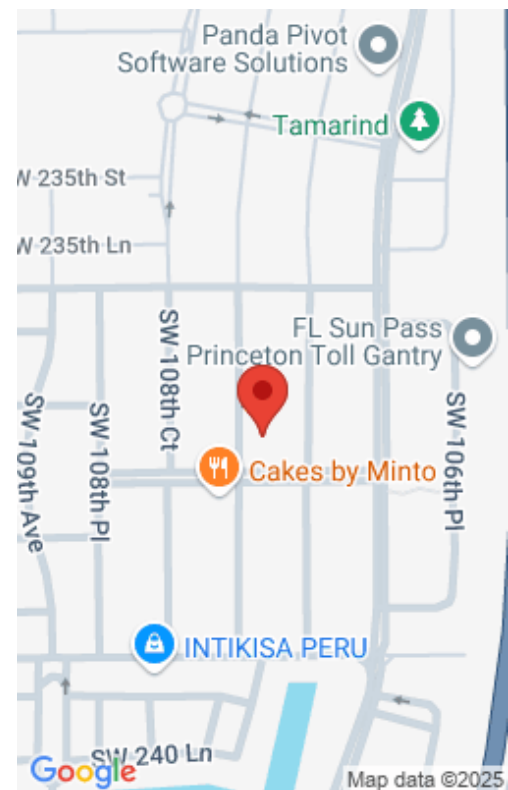 Panda Pivot
Software Solutions
Tamarind
W 235th St
W 235th Ln
FL Sun Pass
Princeton Toll Gantry
SW 108th Ct
SW 109th Ave
SW 108th Pl
SW 106th Pl
Cakes by Minto
INTIKISA PERU
SW 240 Ln
Google
Map data ©2025